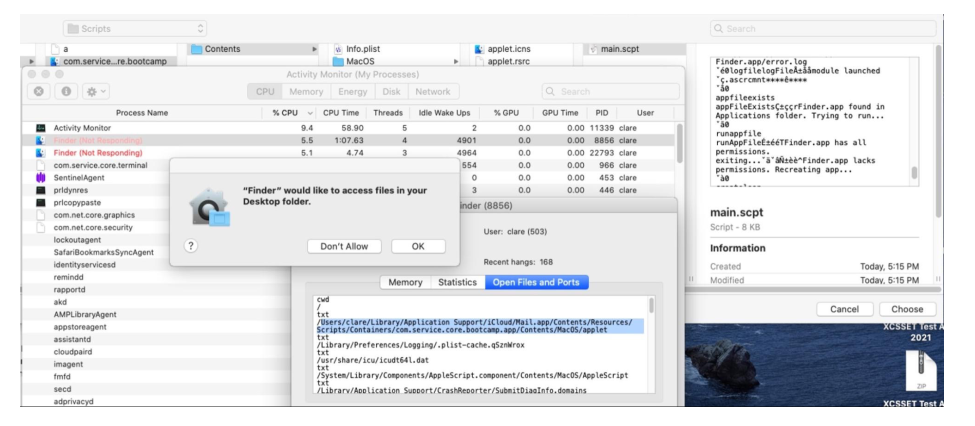 Scripts
Search
a
Contents
Info.plist
applet.icns
main.scpt
com.service...re.bootcamp
MacOS
applet.rsrc
Activity Monitor (My Processes)
CPU Memory Energy Disk Network
Search
Process Name % CPU CPU Time Threads Idle Wake Ups % GPU GPU Time PID User
Activity Monitor 9.4 58.90 5 2 0.0 0.00 11339 clare
Finder (Not Responding) 5.5 1:07.63 4 4901 0.0 0.00 8856 clare
Finder (Not Responding) 5.1 4.74 3 4964 0.0 0.00 22793 clare
com.service.core.terminal 554 0.0 0.00 966 clare
SentinelAgent 0 0.0 0.00 453 clare
prldynres 3 0.0 0.00 446 clare
prlcopypaste
com.net.core.graphics
com.net.core.security
lockoutagent
SafariBookmarksSyncAgent
identityservicesd
remindd
rapportd
akd
AMPLibraryAgent
appstoreagent
assistantd
cloudpaird
imagent
fmfd
secd
adprivacyd
"Finder" would like to access files in your
Desktop folder.
?
Don't Allow
OK
inder (8856)
User: clare (503)
Recent hangs: 168
Memory Statistics Open Files and Ports
cwd
/
txt
/Users/clare/Library/Application Support/iCloud/Mail.app/Contents/Resources/
Scripts/Containers/com.service.core.bootcamp.app/Contents/MacOS/applet
txt
/Library/Preferences/Logging/.plist-cache.qSznWrox
txt
/usr/share/icu/icudt64l.dat
txt
/System/Library/Components/AppleScript.component/Contents/MacOS/AppleScript
txt
/Library/Application Support/CrashReporter/SubmitDiagInfo.domains
Finder.app/error.log
module launched
appfileexists
Finder.app found in
Applications folder. Trying to run...
runappfile
Finder.app has all
permissions.
Finder.app lacks
permissions. Recreating app...
main.scpt
Script - 8 KB
Information
Created Today, 5:15 PM
Modified Today, 5:15 PM
Cancel
Choose
XCSSET Test A
2021
ZIP
XCSSET Test A